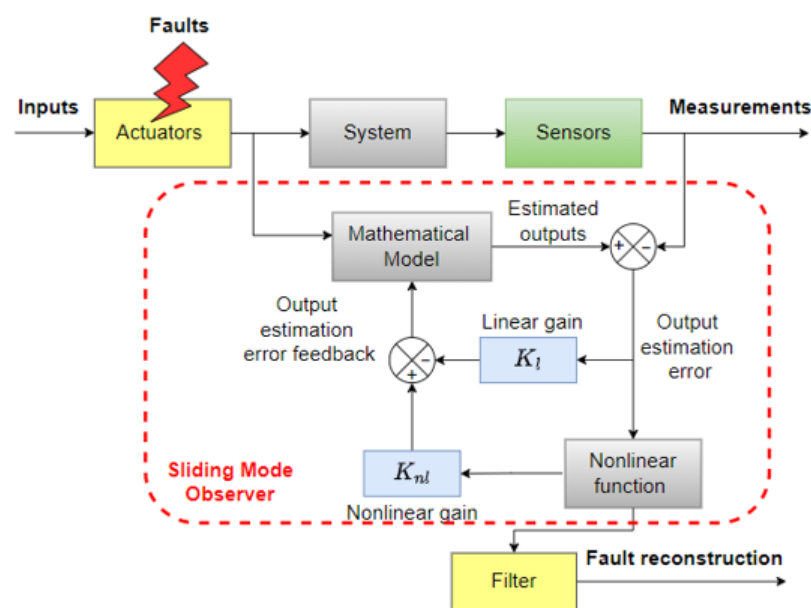 Faults
Inputs
Actuators
System
Sensors
Measurements
Mathematical
Model
Estimated
outputs
+
−
Output
estimation
error feedback
−
+
Linear gain
K_l
Output
estimation
error
Sliding Mode
Observer
K_nl
Nonlinear gain
Nonlinear
function
Filter
Fault reconstruction